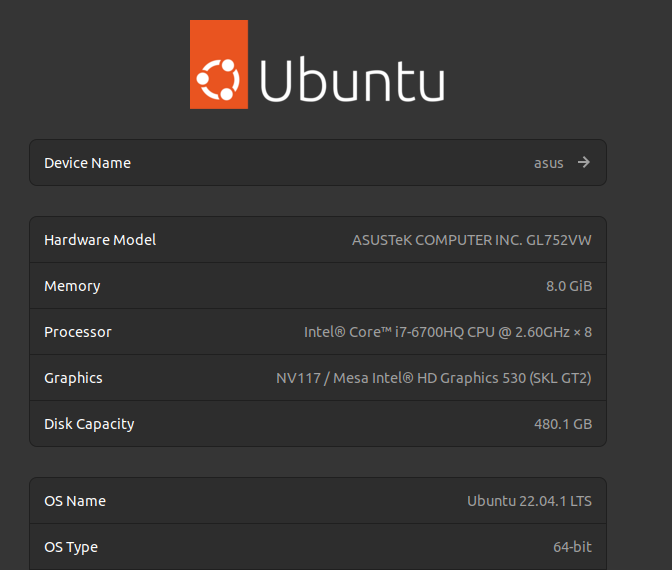 Ubuntu
Device Name asus
Hardware Model ASUSTeK COMPUTER INC. GL752VW
Memory 8.0 GiB
Processor Intel® Core™ i7-6700HQ CPU @ 2.60GHz × 8
Graphics NV117 / Mesa Intel® HD Graphics 530 (SKL GT2)
Disk Capacity 480.1 GB
OS Name Ubuntu 22.04.1 LTS
OS Type 64-bit